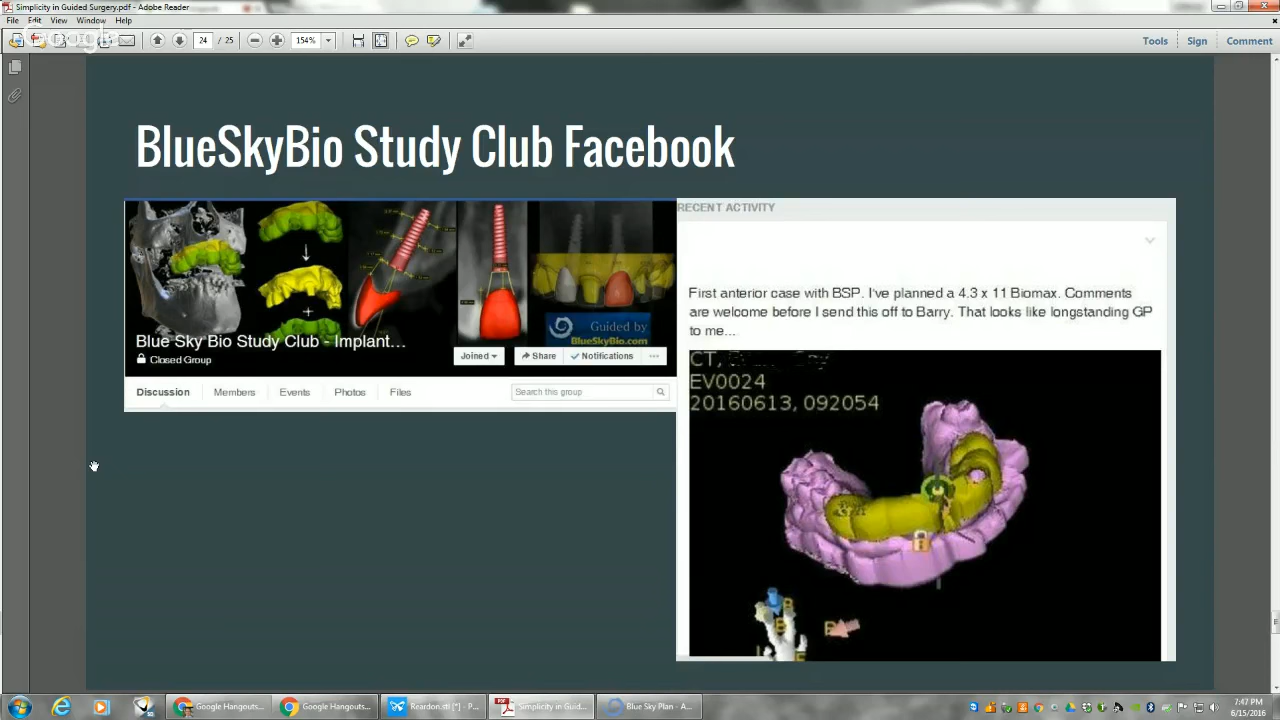 Simplicity in Guided Surgery.pdf - Adobe Reader
File Edit View Window Help
24 / 25 154% Tools Sign Comment
BlueSkyBio Study Club Facebook
Guided by
BlueSkyBio.com
Blue Sky Bio Study Club - Implant...
Closed Group
Joined Share Notifications ...
Discussion Members Events Photos Files Search this group
RECENT ACTIVITY
First anterior case with BSP. I've planned a 4.3 x 11 Biomax. Comments
are welcome before I send this off to Barry. That looks like longstanding GP
to me...
CT,
EV0024
20160613, 092054
Google Hangouts... Google Hangouts... Reardon.stl [*] - P... Simplicity in Guid... Blue Sky Plan - A...
7:47 PM
6/15/2016